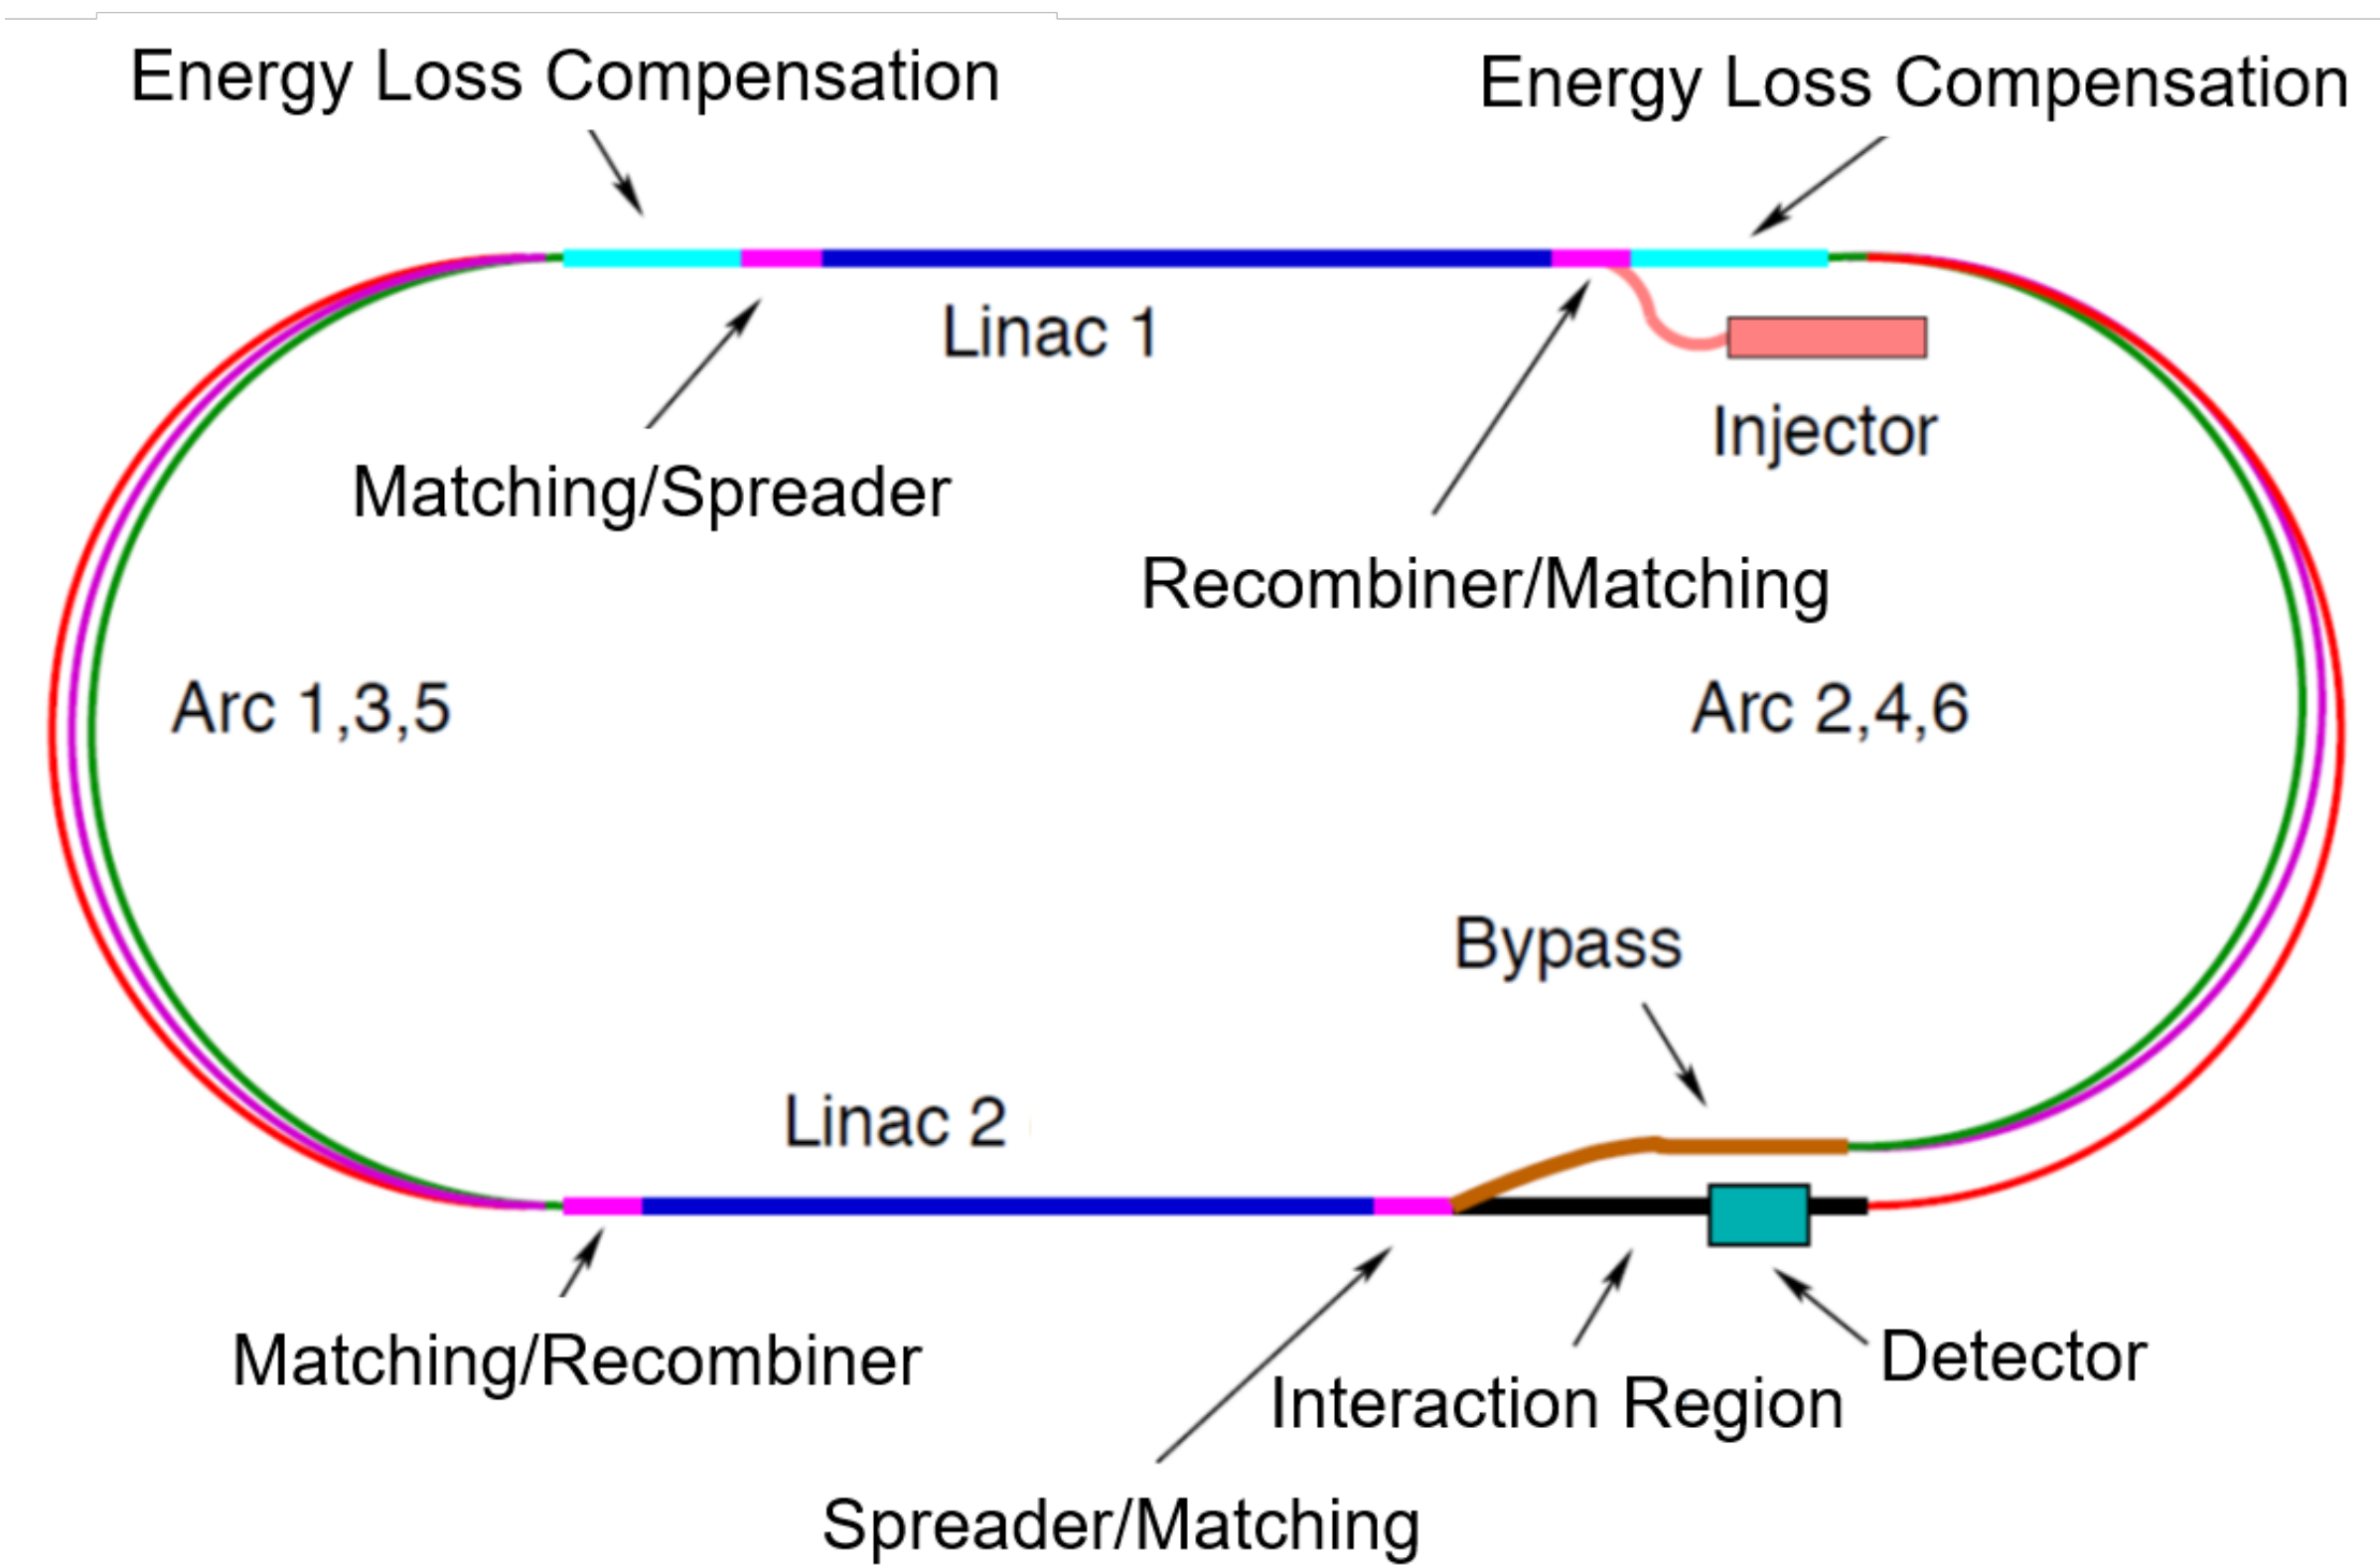 Energy Loss Compensation
Energy Loss Compensation
Linac 1
Injector
Matching/Spreader
Recombiner/Matching
Arc 1,3,5
Arc 2,4,6
Bypass
Linac 2
Matching/Recombiner
Detector
Interaction Region
Spreader/Matching